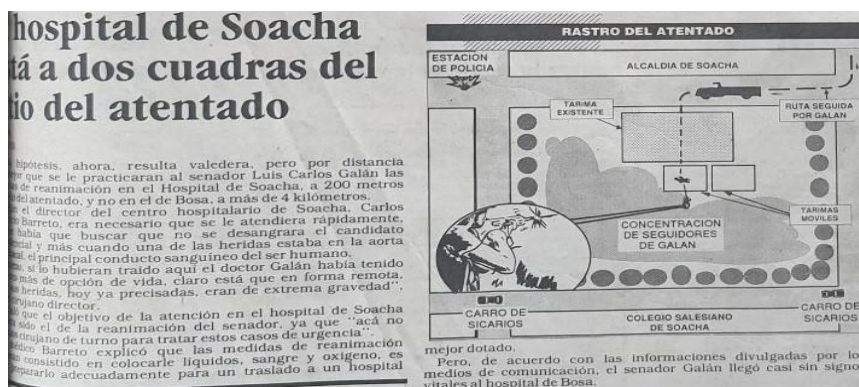 hospital de Soacha
tá a dos cuadras del
io del atentado
hipótesis, ahora, resulta valedera, pero por distancia
que se le practicaran al senador Luis Carlos Galán las
de reanimación en el Hospital de Soacha, a 200 metros
del atentado, y no en el de Bosa, a más de 4 kilómetros.
el director del centro hospitalario de Soacha, Carlos
Barreto, era necesario que se le atendiera rápidamente,
había que buscar que no se desangrara el candidato
y más cuando una de las heridas estaba en la aorta
el principal conducto sanguíneo del ser humano.
si lo hubieran traído aquí el doctor Galán había tenido
más de opción de vida, claro está que en forma remota,
heridas, hoy ya precisadas, eran de extrema gravedad",
director.
que el objetivo de la atención en el hospital de Soacha
sido el de la reanimación del senador, ya que "acá no
cirujano de turno para tratar estos casos de urgencia".
Barreto explicó que las medidas de reanimación
consistido en colocarle líquidos, sangre y oxígeno, es
adecuadamente para un traslado a un hospital
RASTRO DEL ATENTADO
ESTACION
DE POLICIA
ALCALDIA DE SOACHA
TARIMA
EXISTENTE
RUTA SEGUIDA
POR GALAN
CONCENTRACION
DE SEGUIDORES
DE GALAN
TARIMAS
MOVILES
CARRO DE
SICARIOS
COLEGIO SALESIANO
DE SOACHA
CARRO DE
SICARIOS
mejor dotado.
Pero, de acuerdo con las informaciones divulgadas por lo
medios de comunicación, el senador Galán llegó casi sin signo
vitales al hospital de Bosa.